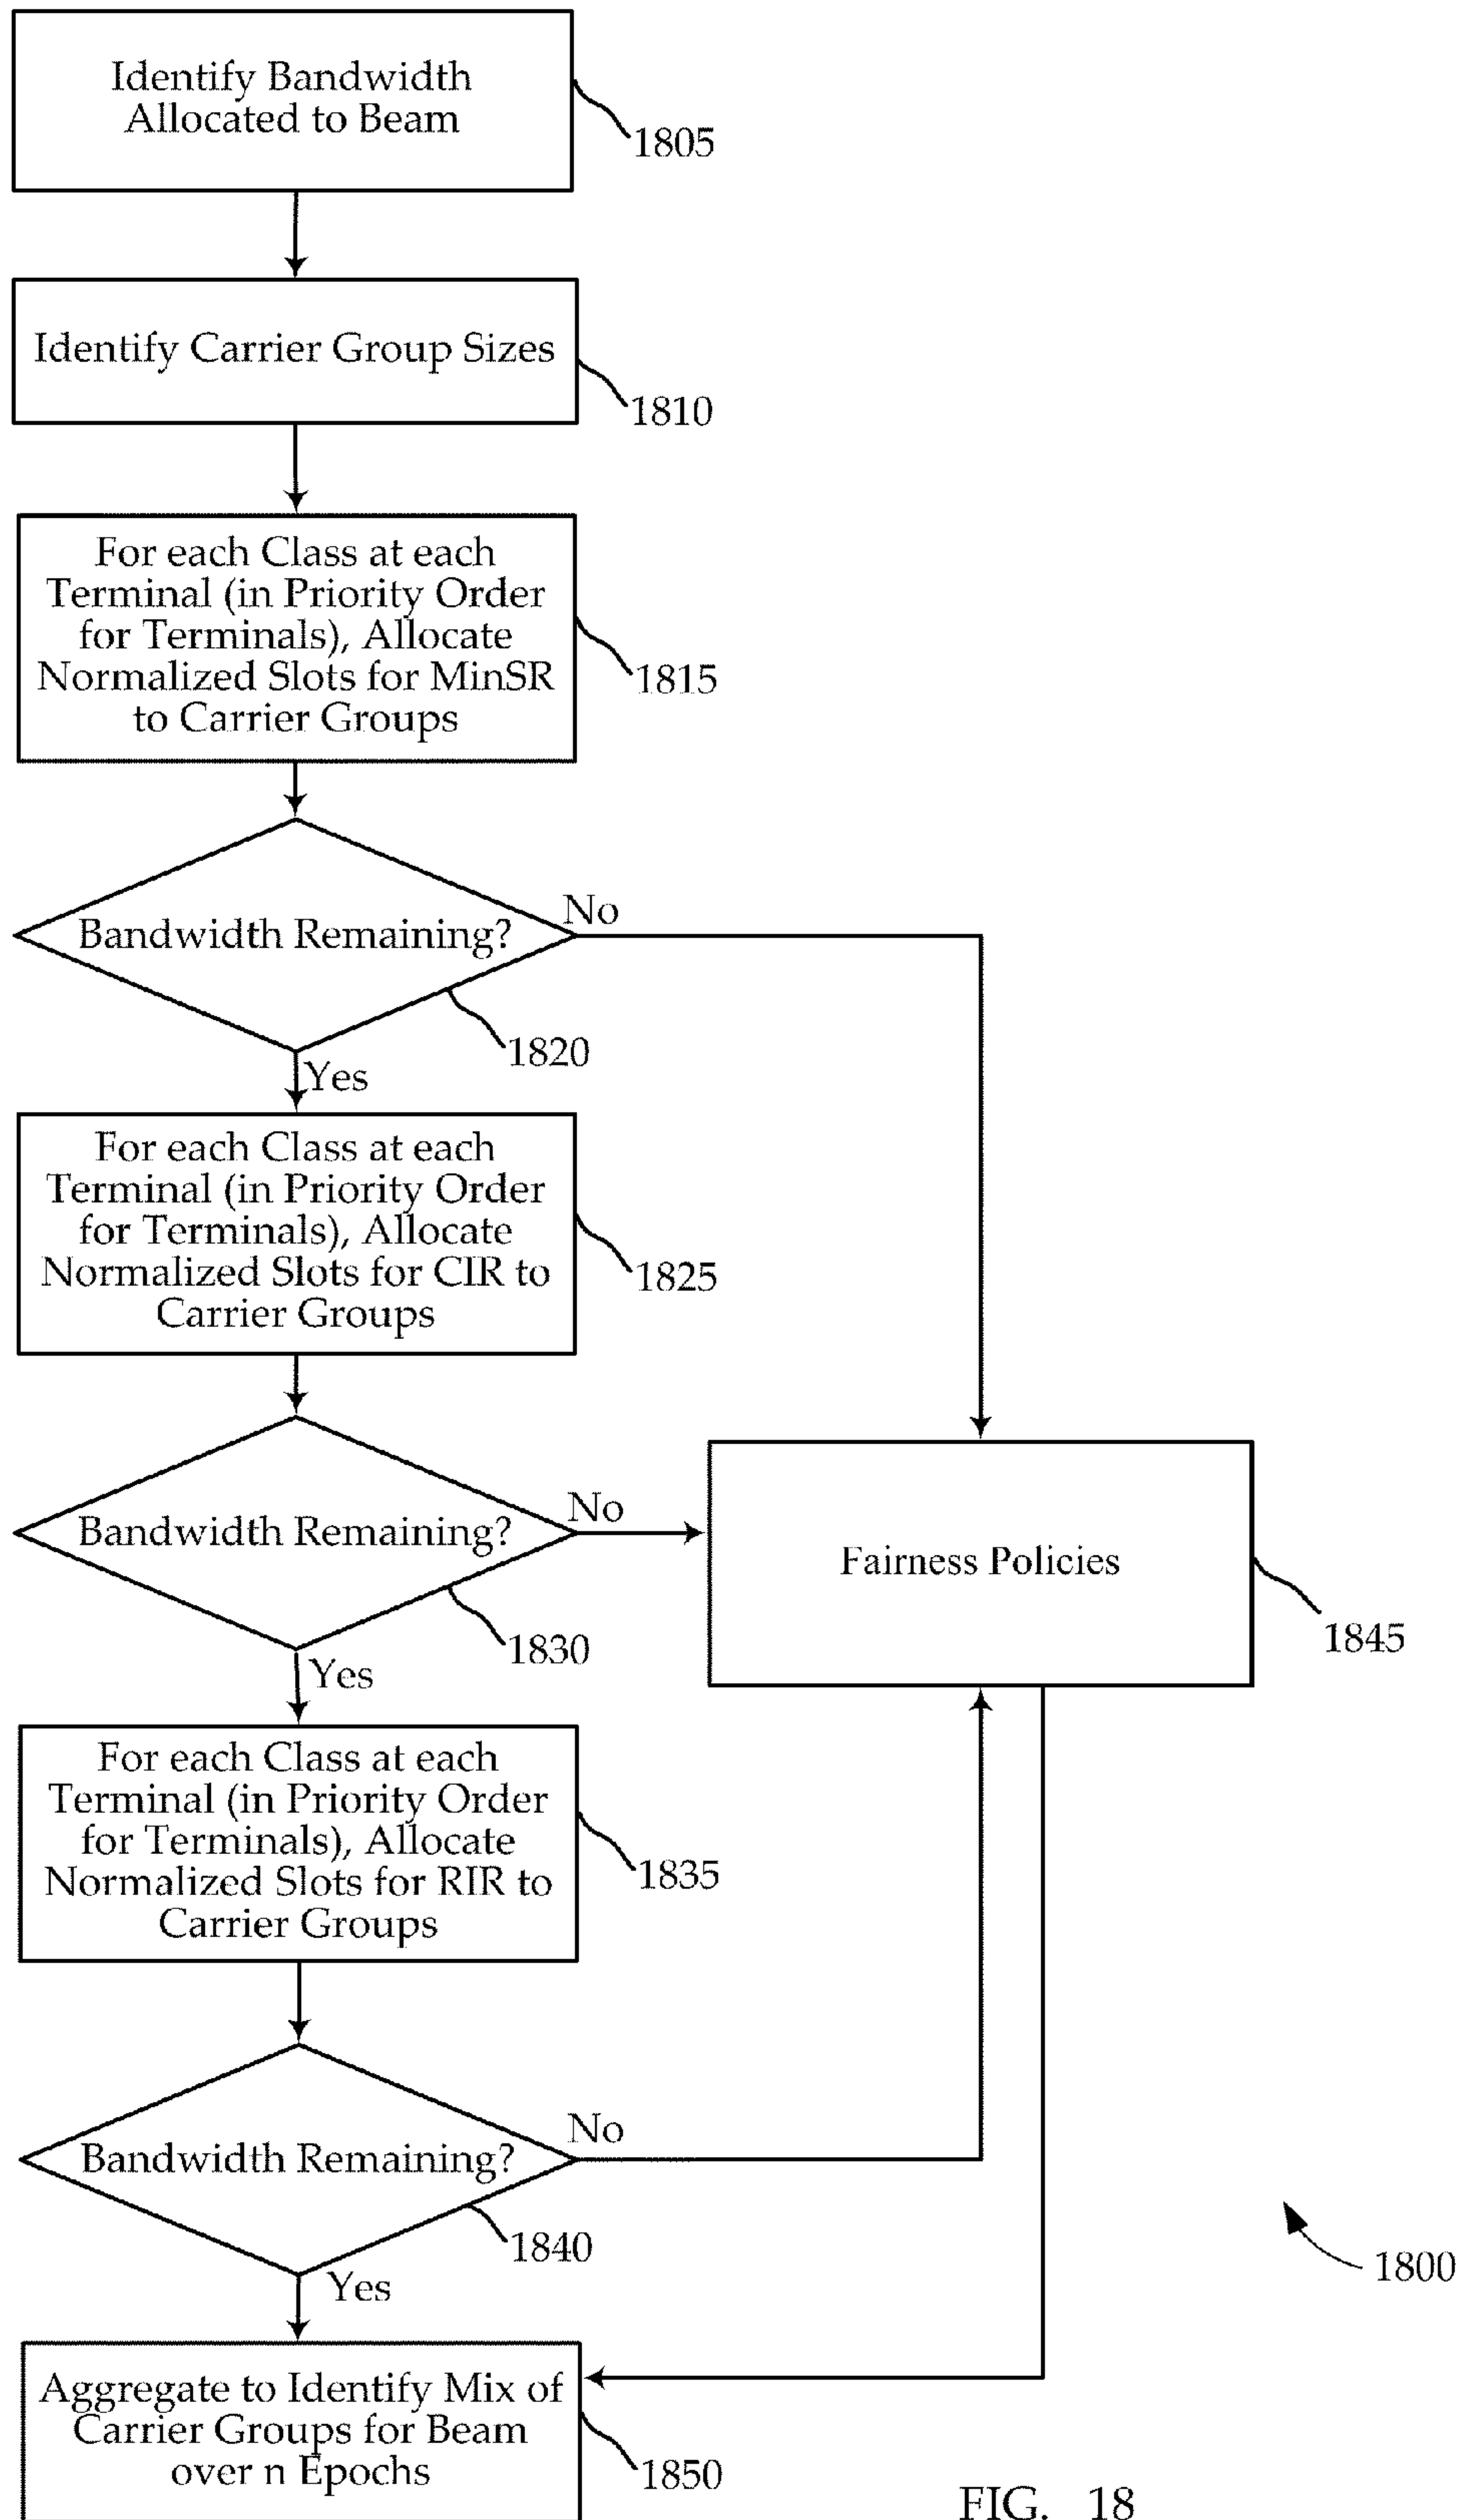 Identify Bandwidth
Allocated to Beam
1805
Identify Carrier Group Sizes
1810
For each Class at each
Terminal (in Priority Order
for Terminals), Allocate
Normalized Slots for MinSR
to Carrier Groups
1815
Bandwidth Remaining?
No
1820
Yes
For each Class at each
Terminal (in Priority Order
for Terminals), Allocate
Normalized Slots for CIR to
Carrier Groups
1825
Bandwidth Remaining?
No
1830
Yes
Fairness Policies
1845
For each Class at each
Terminal (in Priority Order
for Terminals), Allocate
Normalized Slots for RIR to
Carrier Groups
1835
Bandwidth Remaining?
No
1840
Yes
1800
Aggregate to Identify Mix of
Carrier Groups for Beam
over n Epochs
1850
FIG. 18